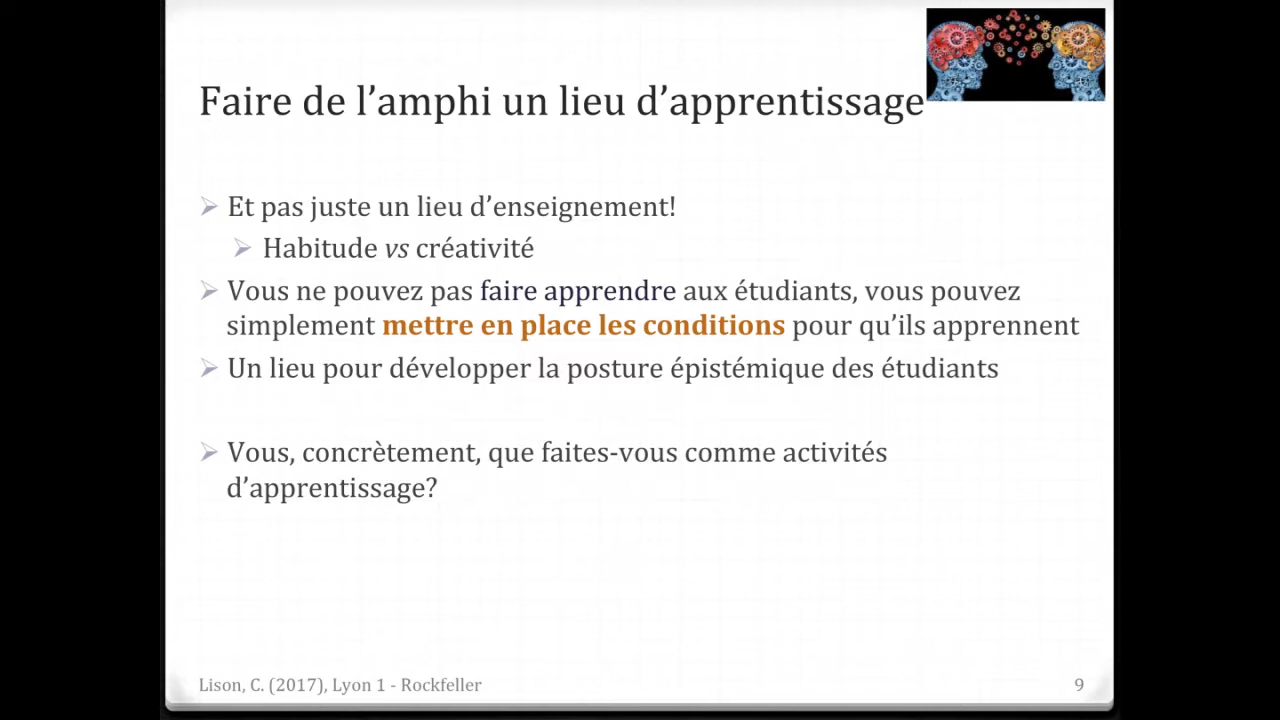 Faire de l’amphi un lieu d’apprentissage
Et pas juste un lieu d’enseignement!
Habitude vs créativité
Vous ne pouvez pas faire apprendre aux étudiants, vous pouvez
simplement mettre en place les conditions pour qu’ils apprennent
Un lieu pour développer la posture épistémique des étudiants
Vous, concrètement, que faites-vous comme activités
d’apprentissage?
Lison, C. (2017), Lyon 1 - Rockfeller
9